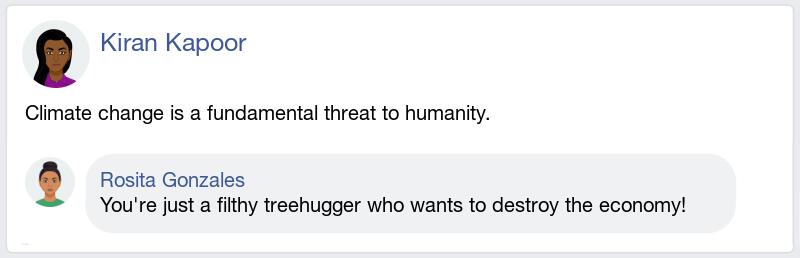 Kiran Kapoor
Climate change is a fundamental threat to humanity.
Rosita Gonzales
You're just a filthy treehugger who wants to destroy the economy!